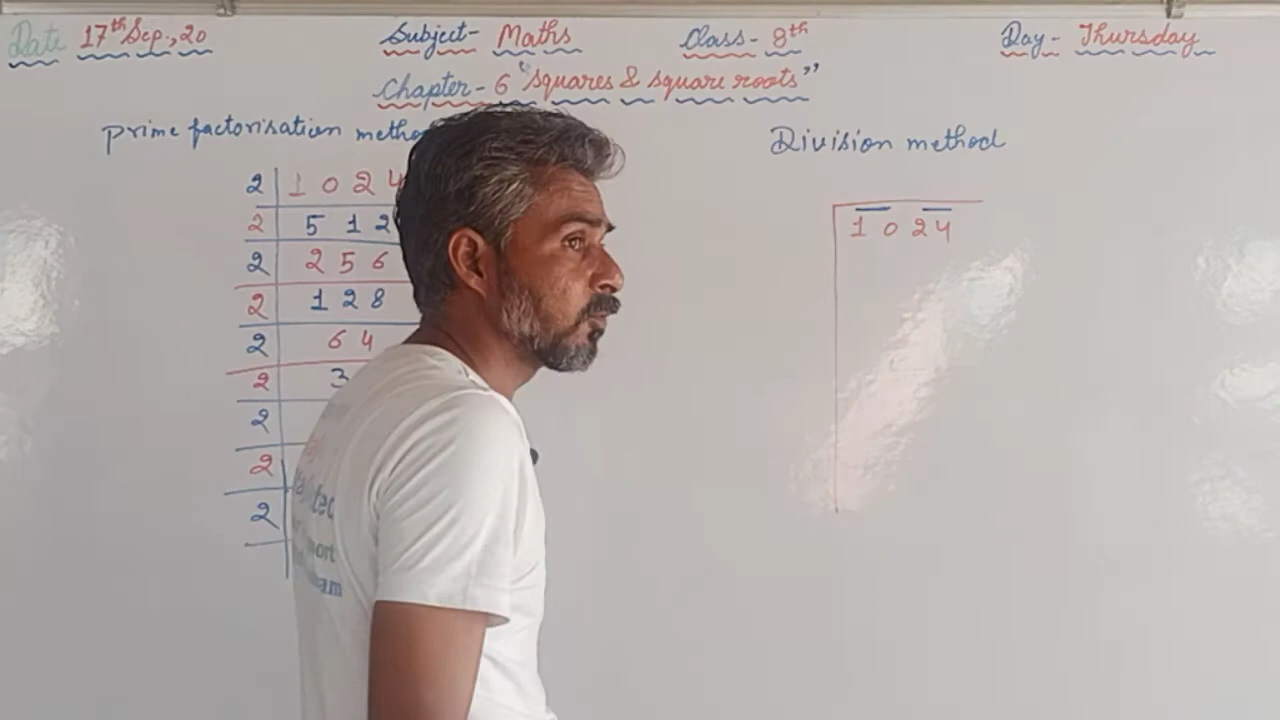 Date 17th Sep., 20 Subject- Maths Class- 8th Day- Thursday
Chapter- 6 "squares & square roots"
prime factorisation Division method
2 1 0 2 4
2 5 1 2
2 2 5 6
2 1 2 8
2 6 4
2 3
2
2
2
1 0 2 4